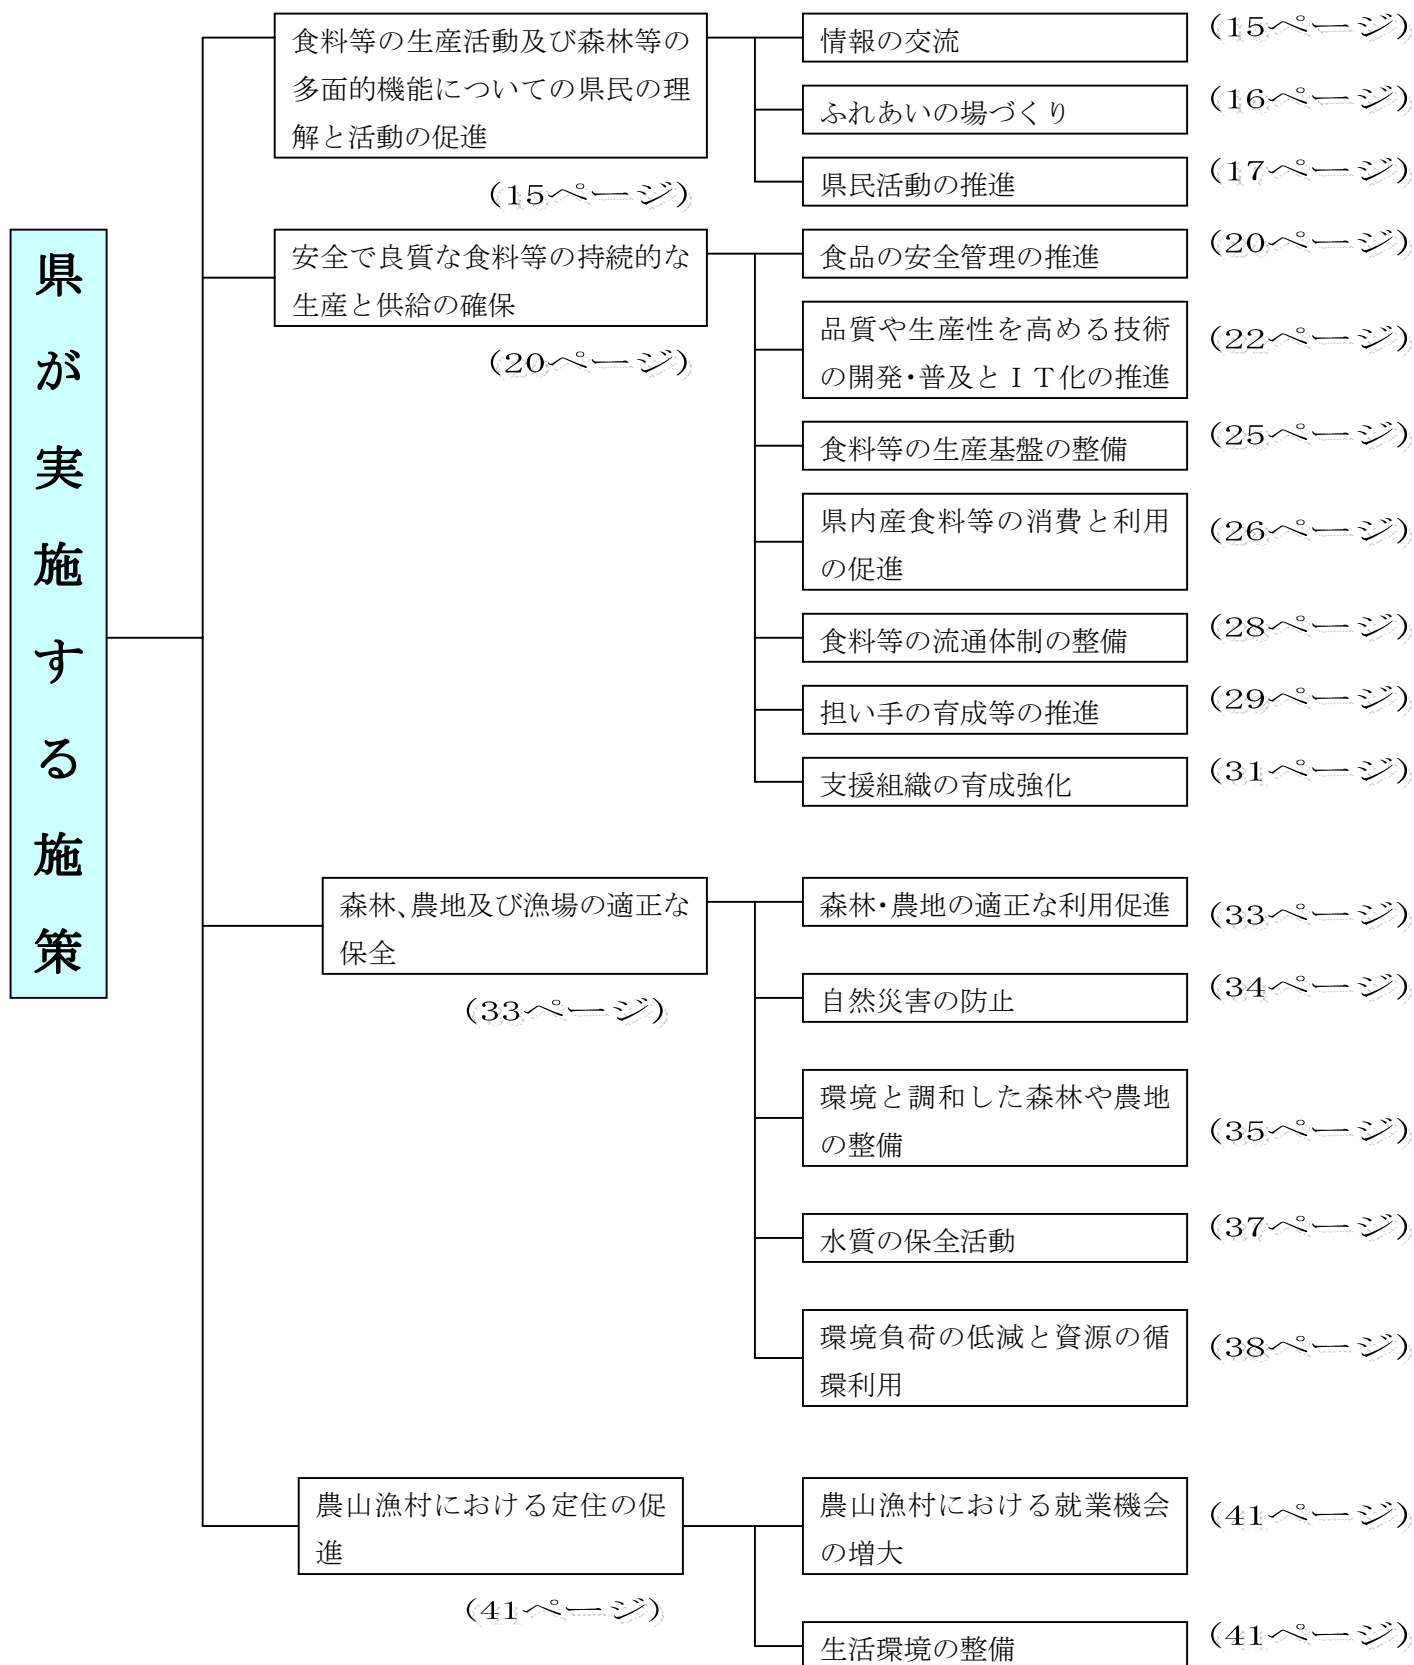 県が実施する施策
食料等の生産活動及び森林等の
多面的機能についての県民の理
解と活動の促進
(15ページ)
情報の交流
(15ページ)
ふれあいの場づくり
(16ページ)
県民活動の推進
(17ページ)
安全で良質な食料等の持続的な
生産と供給の確保
(20ページ)
食品の安全管理の推進
(20ページ)
品質や生産性を高める技術
の開発・普及とＩＴ化の推進
(22ページ)
食料等の生産基盤の整備
(25ページ)
県内産食料等の消費と利用
の促進
(26ページ)
食料等の流通体制の整備
(28ページ)
担い手の育成等の推進
(29ページ)
支援組織の育成強化
(31ページ)
森林、農地及び漁場の適正な
保全
(33ページ)
森林・農地の適正な利用促進
(33ページ)
自然災害の防止
(34ページ)
環境と調和した森林や農地
の整備
(35ページ)
水質の保全活動
(37ページ)
環境負荷の低減と資源の循
環利用
(38ページ)
農山漁村における定住の促
進
(41ページ)
農山漁村における就業機会
の増大
(41ページ)
生活環境の整備
(41ページ)